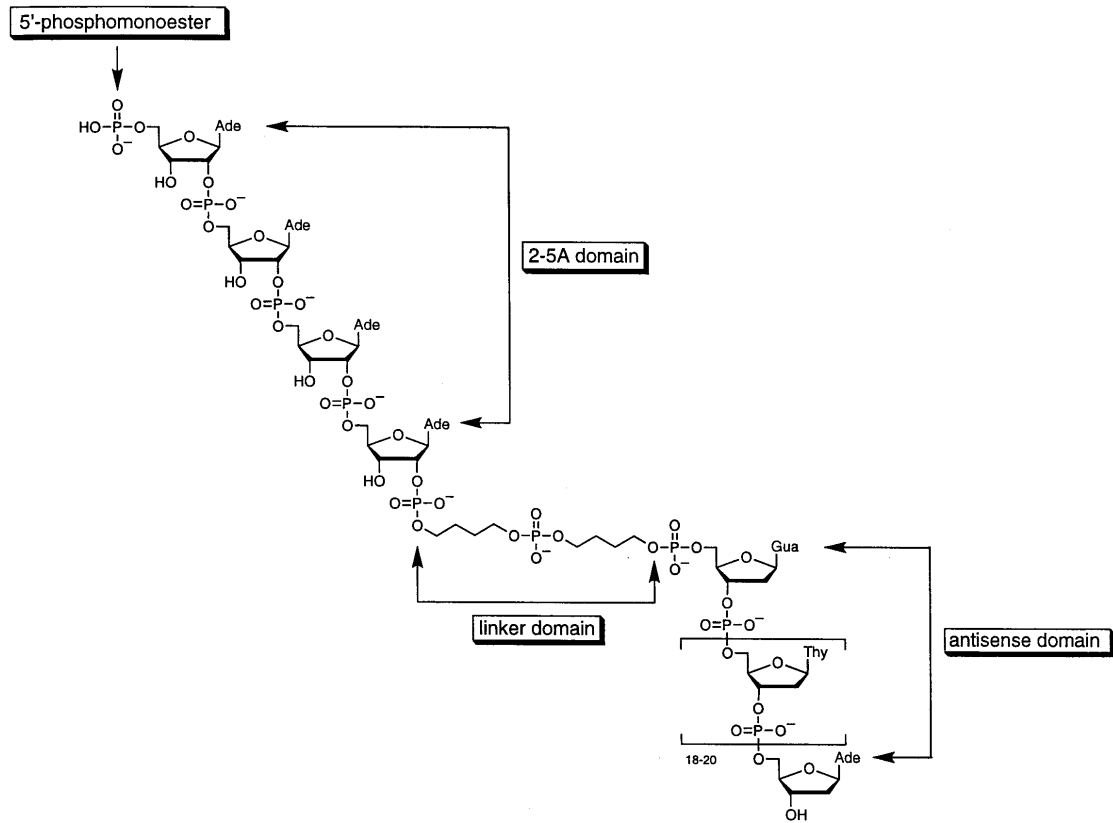 5'-phosphomonoester
O
HO-P-O
O−
O
Ade
HO
O
O=P-O−
O
O
Ade
HO
O
O=P-O−
O
O
Ade
HO
O
O=P-O−
O
O
Ade
HO
O
O=P-O−
O
2-5A domain
O
O-P-O
O−
O
O-P-O
O−
O
Gua
linker domain
O
O=P-O−
O
O
Thy
O
O=P-O−
O
18-20
O
Ade
OH
antisense domain